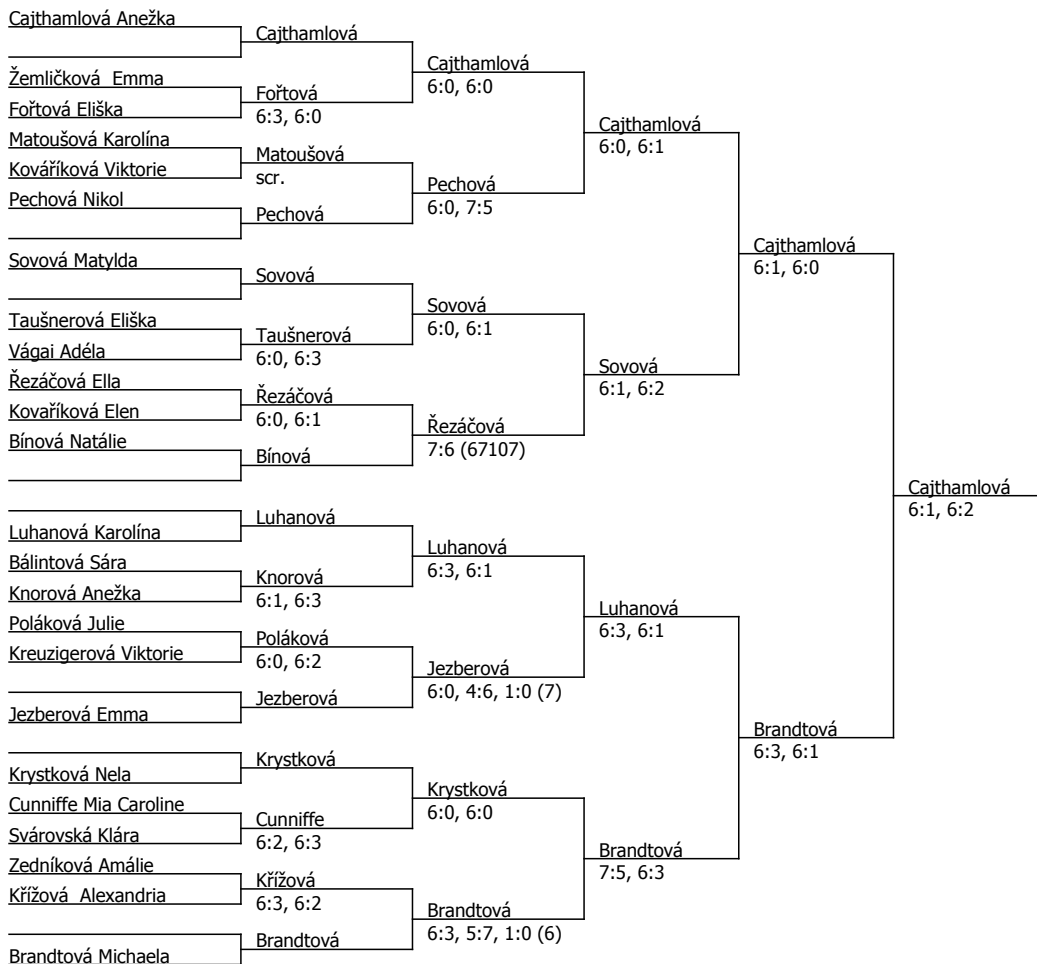 Cajthamlová Anežka
Žemličková  Emma
Fořtová Eliška
Matoušová Karolína
Kováříková Viktorie
Pechová Nikol
Sovová Matylda
Taušnerová Eliška
Vágai Adéla
Řezáčová Ella
Kovaříková Elen
Bínová Natálie
Luhanová Karolína
Bálintová Sára
Knorová Anežka
Poláková Julie
Kreuzigerová Viktorie
Jezberová Emma
Krystková Nela
Cunniffe Mia Caroline
Svárovská Klára
Zedníková Amálie
Křížová  Alexandria
Brandtová Michaela
Cajthamlová
Fořtová
6:3, 6:0
Matoušová
scr.
Pechová
Sovová
Taušnerová
6:0, 6:3
Řezáčová
6:0, 6:1
Bínová
Luhanová
Knorová
6:1, 6:3
Poláková
6:0, 6:2
Jezberová
Krystková
Cunniffe
6:2, 6:3
Křížová
6:3, 6:2
Brandtová
Cajthamlová
6:0, 6:0
Pechová
6:0, 7:5
Sovová
6:0, 6:1
Řezáčová
7:6 (67107)
Luhanová
6:3, 6:1
Jezberová
6:0, 4:6, 1:0 (7)
Krystková
6:0, 6:0
Brandtová
6:3, 5:7, 1:0 (6)
Cajthamlová
6:0, 6:1
Sovová
6:1, 6:2
Luhanová
6:3, 6:1
Brandtová
7:5, 6:3
Cajthamlová
6:1, 6:0
Brandtová
6:3, 6:1
Cajthamlová
6:1, 6:2